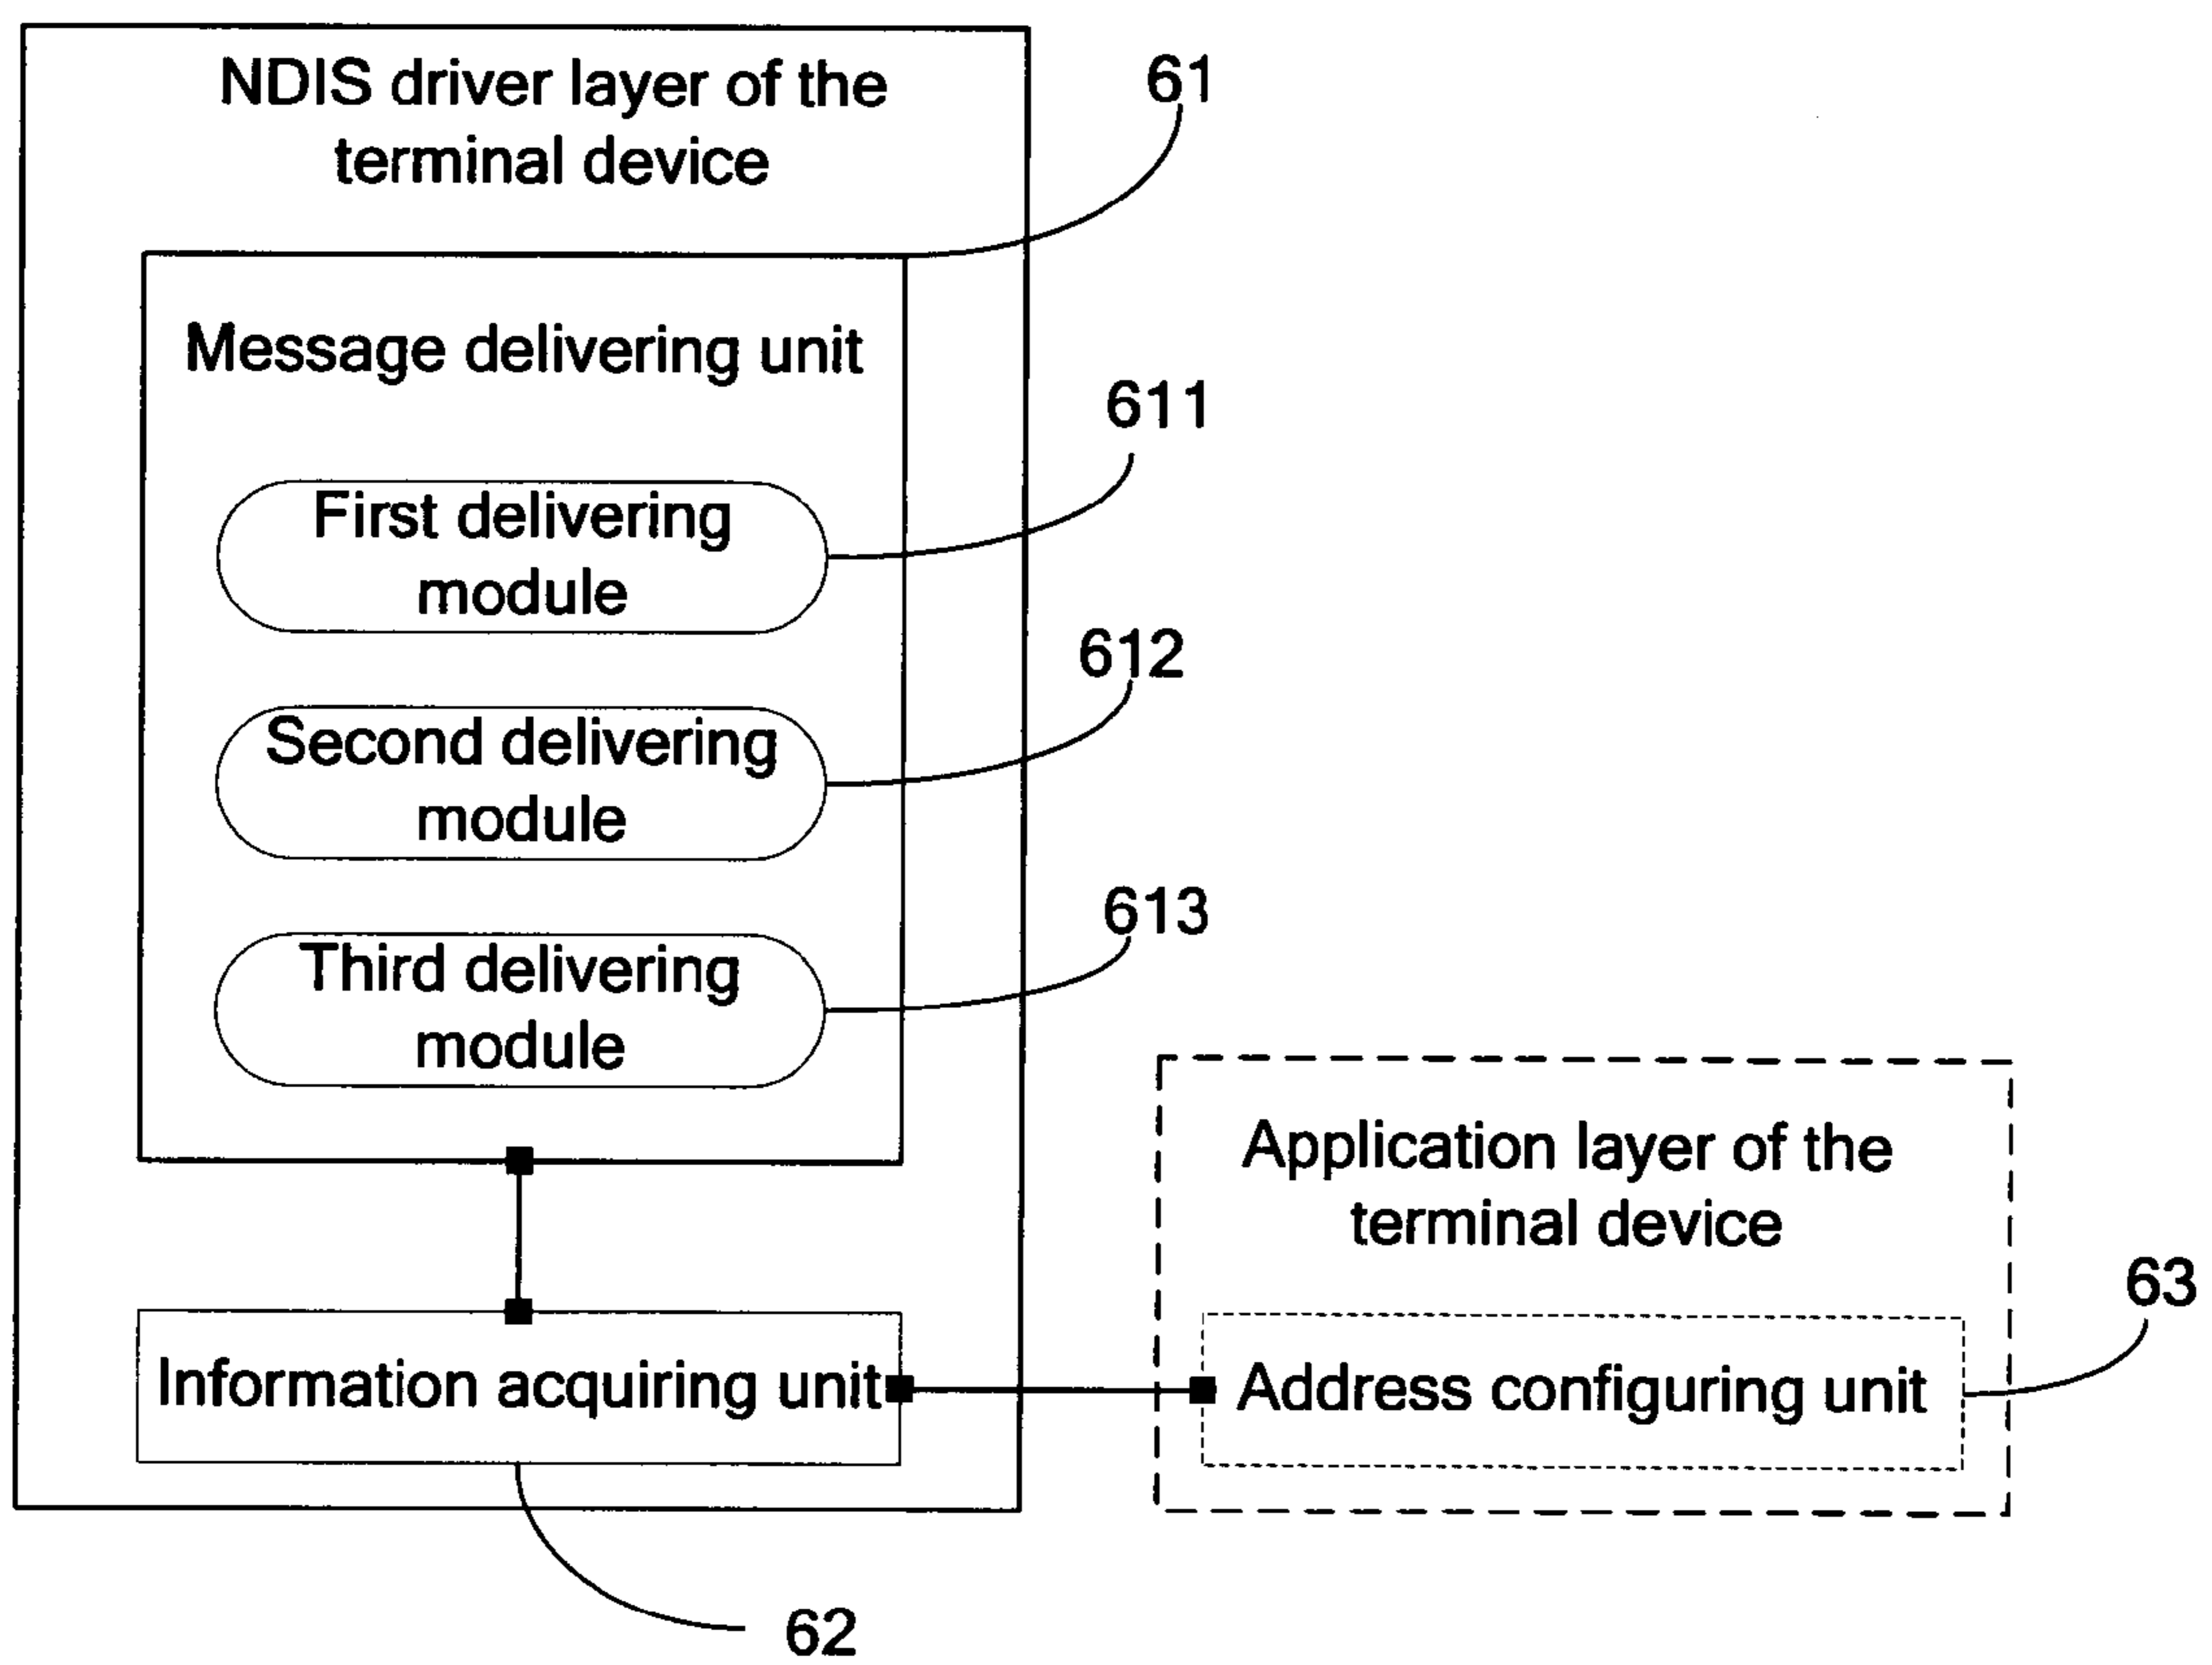 NDIS driver layer of the
terminal device
61
Message delivering unit
611
First delivering
module
612
Second delivering
module
613
Third delivering
module
Application layer of the
terminal device
63
Information acquiring unit
Address configuring unit
62